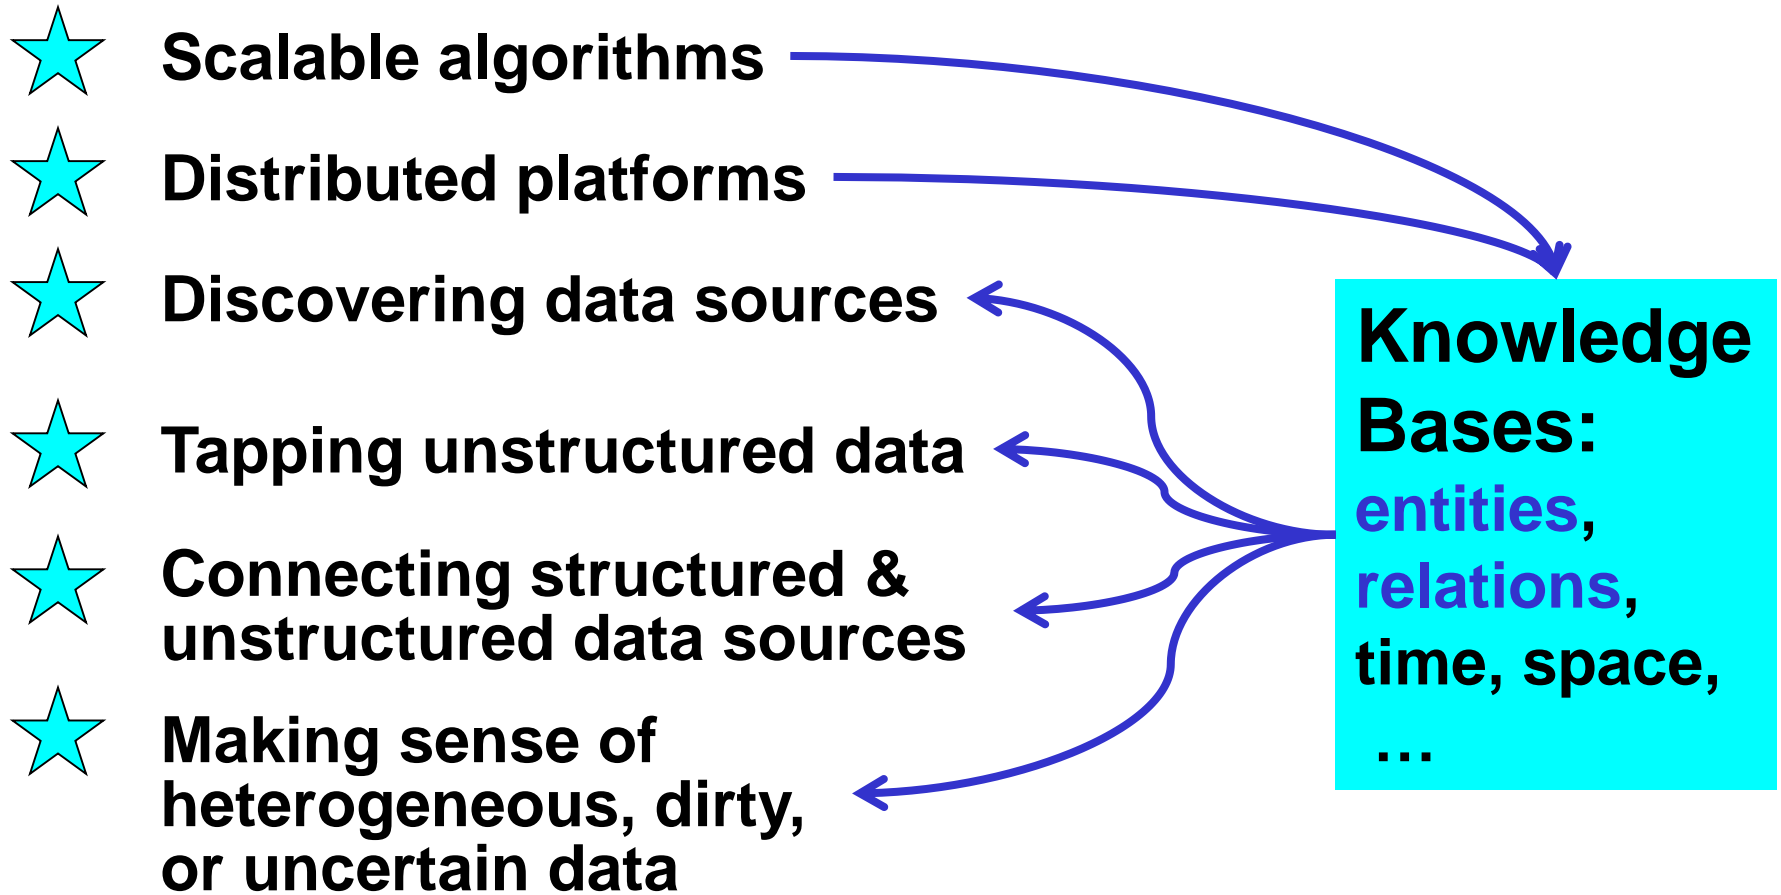 Scalable algorithms
Distributed platforms
Discovering data sources
Tapping unstructured data
Connecting structured &
unstructured data sources
Making sense of
heterogeneous, dirty,
or uncertain data
Knowledge
Bases:
entities,
relations,
time, space,
…